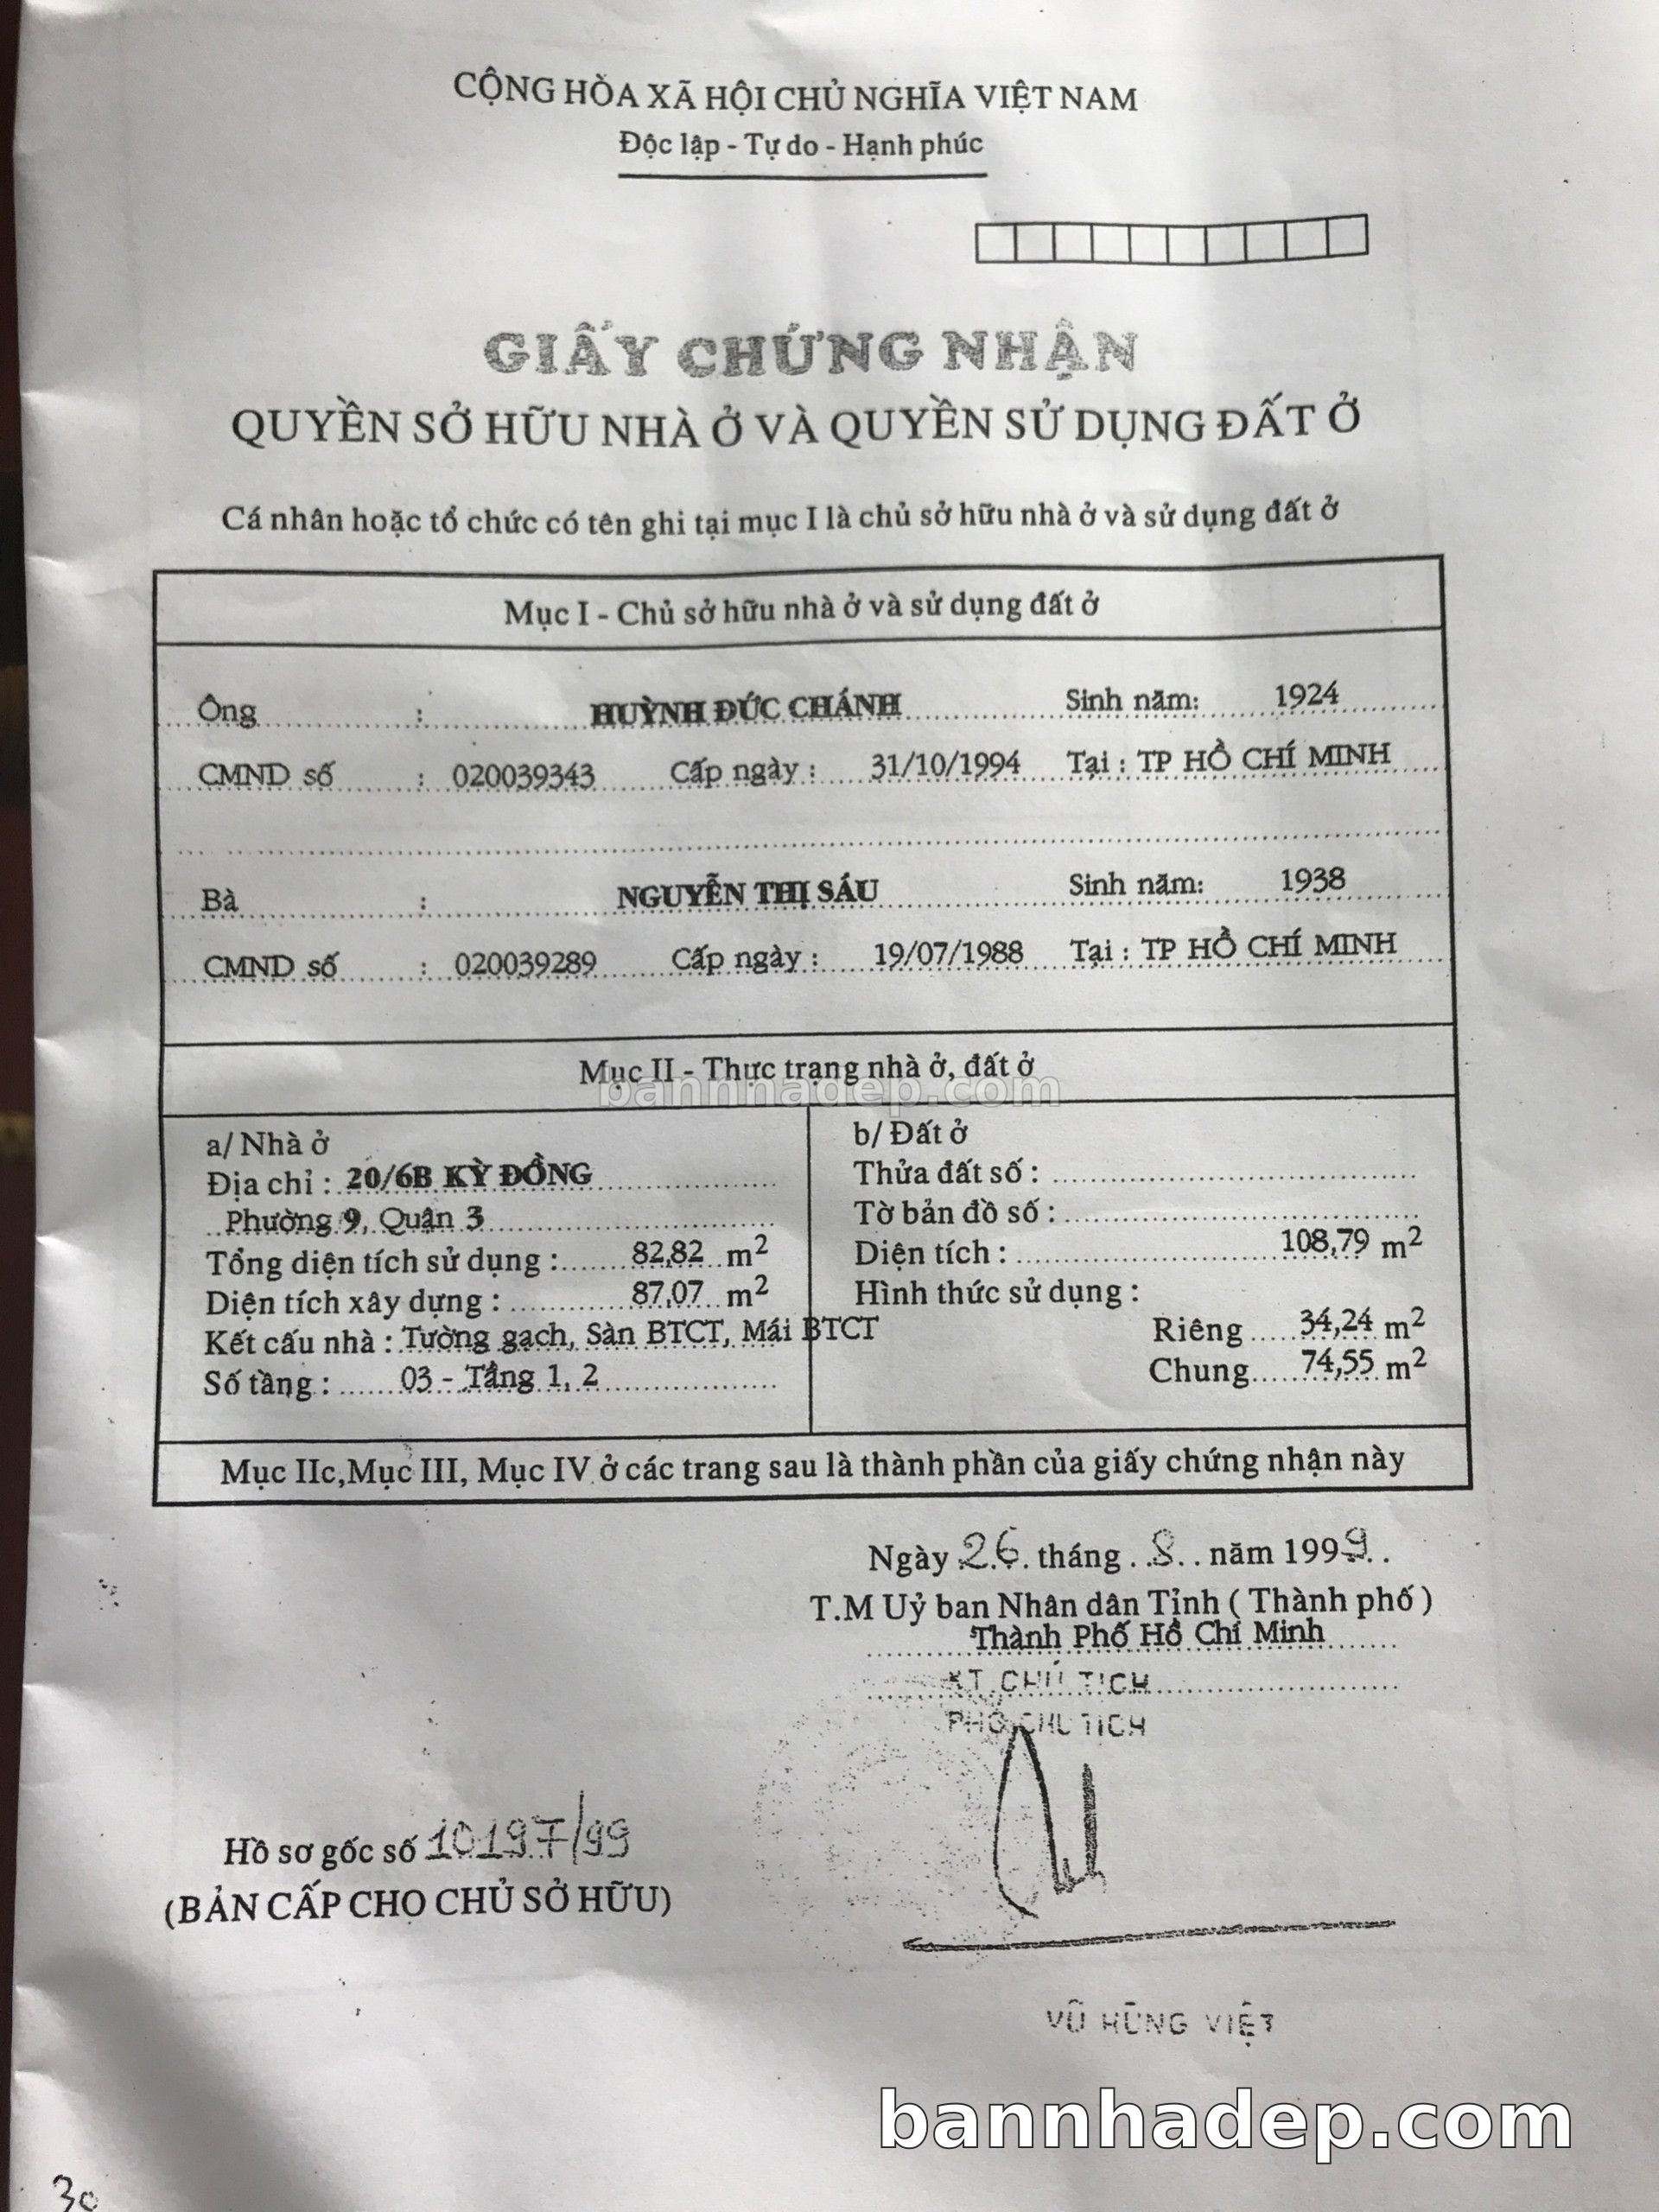 CỘNG HÒA XÃ HỘI CHỦ NGHĨA VIỆT NAM
Độc lập - Tự do - Hạnh phúc
GIẤY CHỨNG NHẬN
QUYỀN SỞ HỮU NHÀ Ở VÀ QUYỀN SỬ DỤNG ĐẤT Ở
Cá nhân hoặc tổ chức có tên ghi tại mục I là chủ sở hữu nhà ở và sử dụng đất ở
Mục I - Chủ sở hữu nhà ở và sử dụng đất ở
Ông : HUỲNH ĐỨC CHÁNH Sinh năm: 1924
CMND số : 020039343 Cấp ngày : 31/10/1994 Tại : TP HỒ CHÍ MINH
Bà : NGUYỄN THỊ SÁU Sinh năm: 1938
CMND số : 020039289 Cấp ngày : 19/07/1988 Tại : TP HỒ CHÍ MINH
Mục II - Thực trạng nhà ở, đất ở
bannhadep.com
a/ Nhà ở
Địa chỉ : 20/6B KỲ ĐỒNG
Phường 9, Quận 3
Tổng diện tích sử dụng : 82,82 m2
Diện tích xây dựng : 87,07 m2
Kết cấu nhà : Tường gạch, Sàn BTCT, Mái BTCT
Số tầng : 03 - Tầng 1, 2
b/ Đất ở
Thửa đất số :
Tờ bản đồ số :
Diện tích : 108,79 m2
Hình thức sử dụng :
Riêng 34,24 m2
Chung 74,55 m2
Mục IIc,Mục III, Mục IV ở các trang sau là thành phần của giấy chứng nhận này
Ngày 26 tháng 8 năm 1999
T.M Uỷ ban Nhân dân Tỉnh ( Thành phố )
Thành Phố Hồ Chí Minh
KT CHỦ TỊCH
PHÓ CHỦ TỊCH
Hồ sơ gốc số 10197/99
(BẢN CẤP CHO CHỦ SỞ HỮU)
VŨ HÙNG VIỆT
bannhadep.com
30